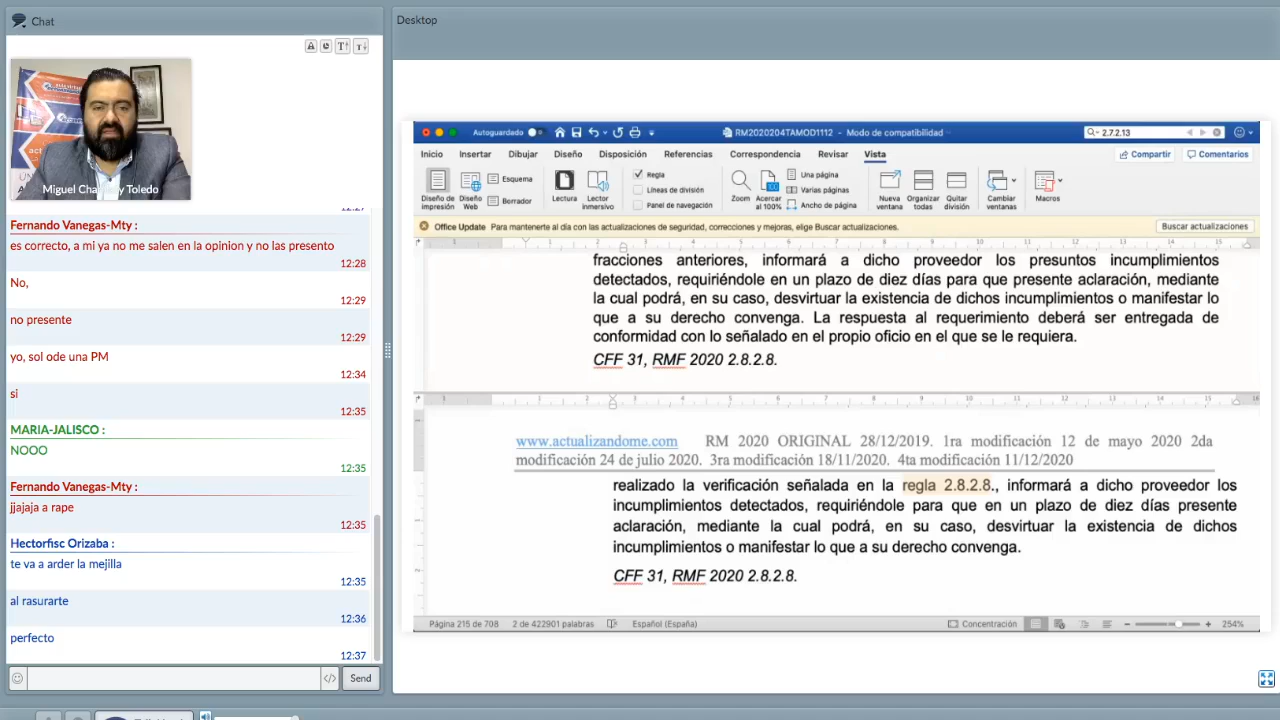 Chat
Miguel Cha y Toledo
12:27
Fernando Vanegas-Mty :
es correcto, a mi ya no me salen en la opinion y no las presento
12:28
No,
12:29
no presente
12:29
yo, sol ode una PM
12:34
si
12:35
MARIA-JALISCO :
NOOO
12:35
Fernando Vanegas-Mty :
jjajaja a rape
12:35
Hectorfisc Orizaba :
te va a arder la mejilla
12:35
al rasurarte
12:36
perfecto
12:37
Send
Desktop
Autoguardado
RM2020204TAMOD1112 - Modo de compatibilidad
2.7.2.13
Inicio Insertar Dibujar Diseño Disposición Referencias Correspondencia Revisar Vista
Compartir Comentarios
Diseño de impresión
Diseño Web
Esquema
Borrador
Lectura
Lector inmersivo
Regla
Líneas de división
Panel de navegación
Zoom
Acercar al 100%
Una página
Varias páginas
Ancho de página
Nueva ventana
Organizar todas
Quitar división
Cambiar ventanas
Macros
Office Update Para mantenerte al día con las actualizaciones de seguridad, correcciones y mejoras, elige Buscar actualizaciones.
Buscar actualizaciones
fracciones anteriores, informará a dicho proveedor los presuntos incumplimientos
detectados, requiriéndole en un plazo de diez días para que presente aclaración, mediante
la cual podrá, en su caso, desvirtuar la existencia de dichos incumplimientos o manifestar lo
que a su derecho convenga. La respuesta al requerimiento deberá ser entregada de
conformidad con lo señalado en el propio oficio en el que se le requiera.
CFF 31, RMF 2020 2.8.2.8.
www.actualizandome.com RM 2020 ORIGINAL 28/12/2019. 1ra modificación 12 de mayo 2020 2da
modificación 24 de julio 2020. 3ra modificación 18/11/2020. 4ta modificación 11/12/2020
realizado la verificación señalada en la regla 2.8.2.8., informará a dicho proveedor los
incumplimientos detectados, requiriéndole para que en un plazo de diez días presente
aclaración, mediante la cual podrá, en su caso, desvirtuar la existencia de dichos
incumplimientos o manifestar lo que a su derecho convenga.
CFF 31, RMF 2020 2.8.2.8.
Página 215 de 708 2 de 422901 palabras Español (España) Concentración 254%